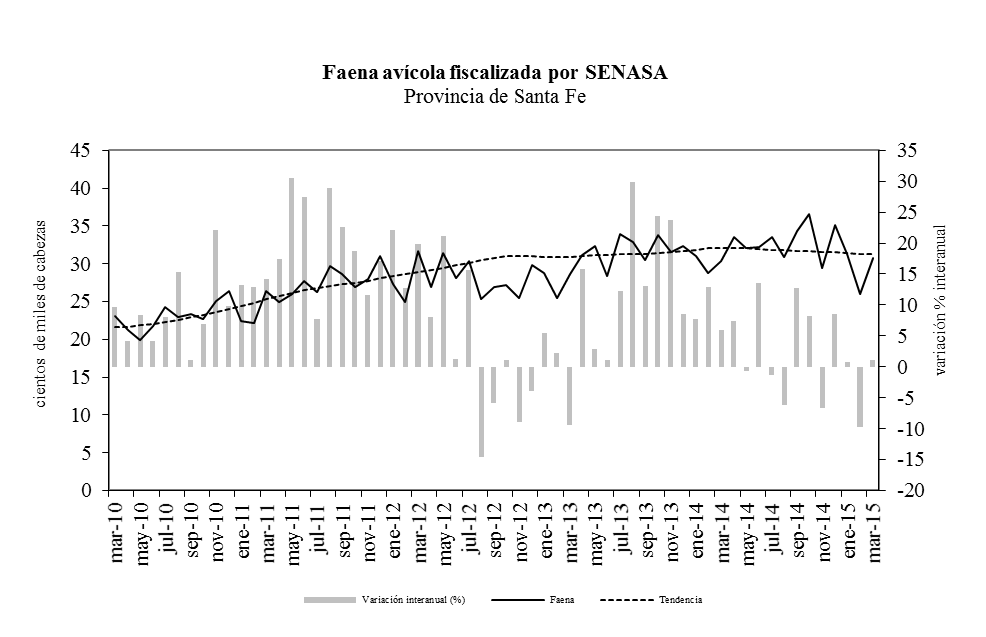 Faena avícola fiscalizada por SENASA
Provincia de Santa Fe
cientos de miles de cabezas
45
40
35
30
25
20
15
10
5
0
35
30
25
20
15
10
5
0
-5
-10
-15
-20
variación % interanual
mar-10
may-10
jul-10
sep-10
nov-10
ene-11
mar-11
may-11
jul-11
sep-11
nov-11
ene-12
mar-12
may-12
jul-12
sep-12
nov-12
ene-13
mar-13
may-13
jul-13
sep-13
nov-13
ene-14
mar-14
may-14
jul-14
sep-14
nov-14
ene-15
mar-15
Variación interanual (%) Faena Tendencia